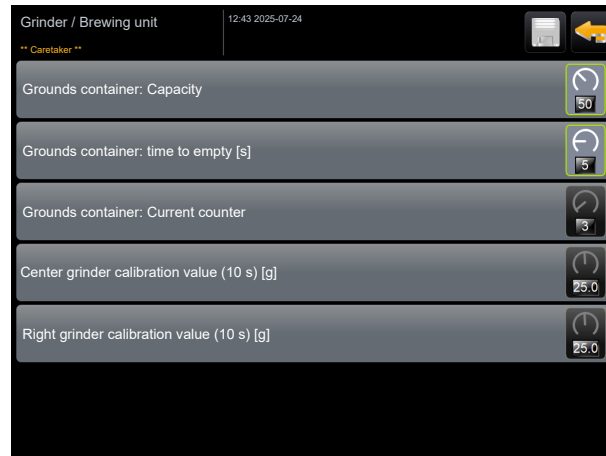 Grinder / Brewing unit
12:43 2025-07-24
** Caretaker **
Grounds container: Capacity
50
Grounds container: time to empty [s]
5
Grounds container: Current counter
3
Center grinder calibration value (10 s) [g]
25.0
Right grinder calibration value (10 s) [g]
25.0